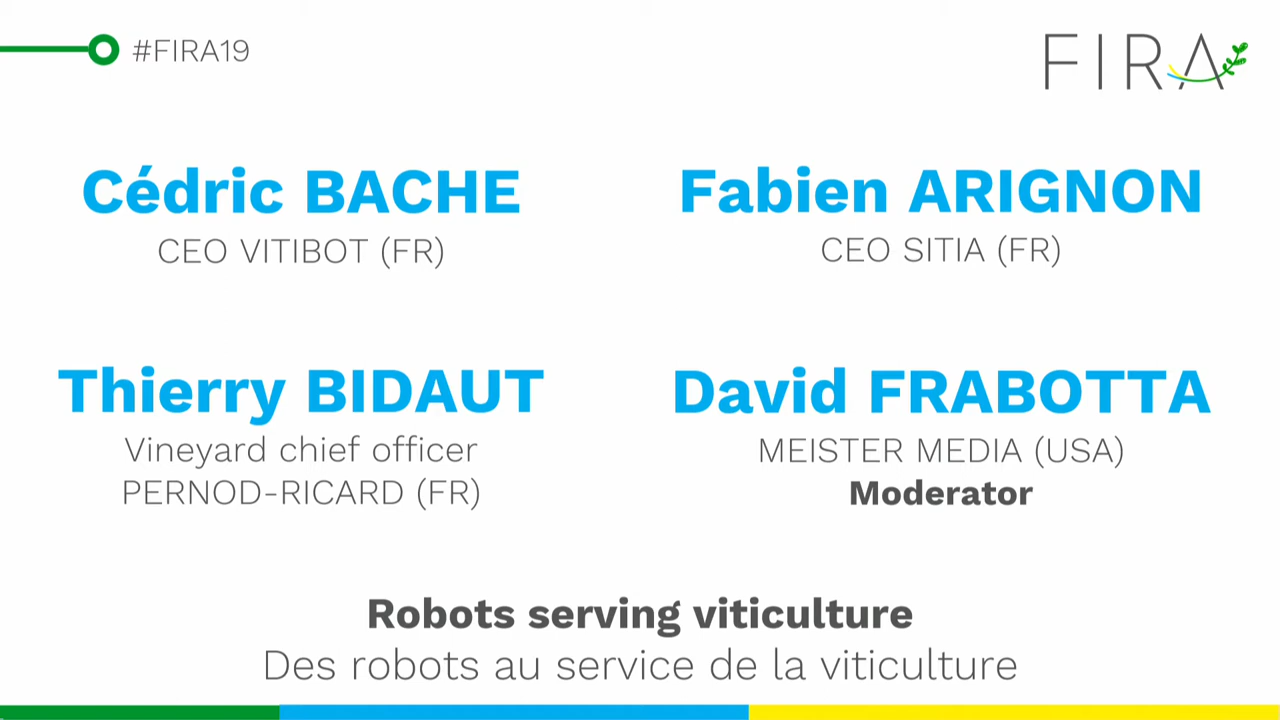 #FIRA19
FIRA
Cédric BACHE
CEO VITIBOT (FR)
Fabien ARIGNON
CEO SITIA (FR)
Thierry BIDAUT
Vineyard chief officer
PERNOD-RICARD (FR)
David FRABOTTA
MEISTER MEDIA (USA)
Moderator
Robots serving viticulture
Des robots au service de la viticulture